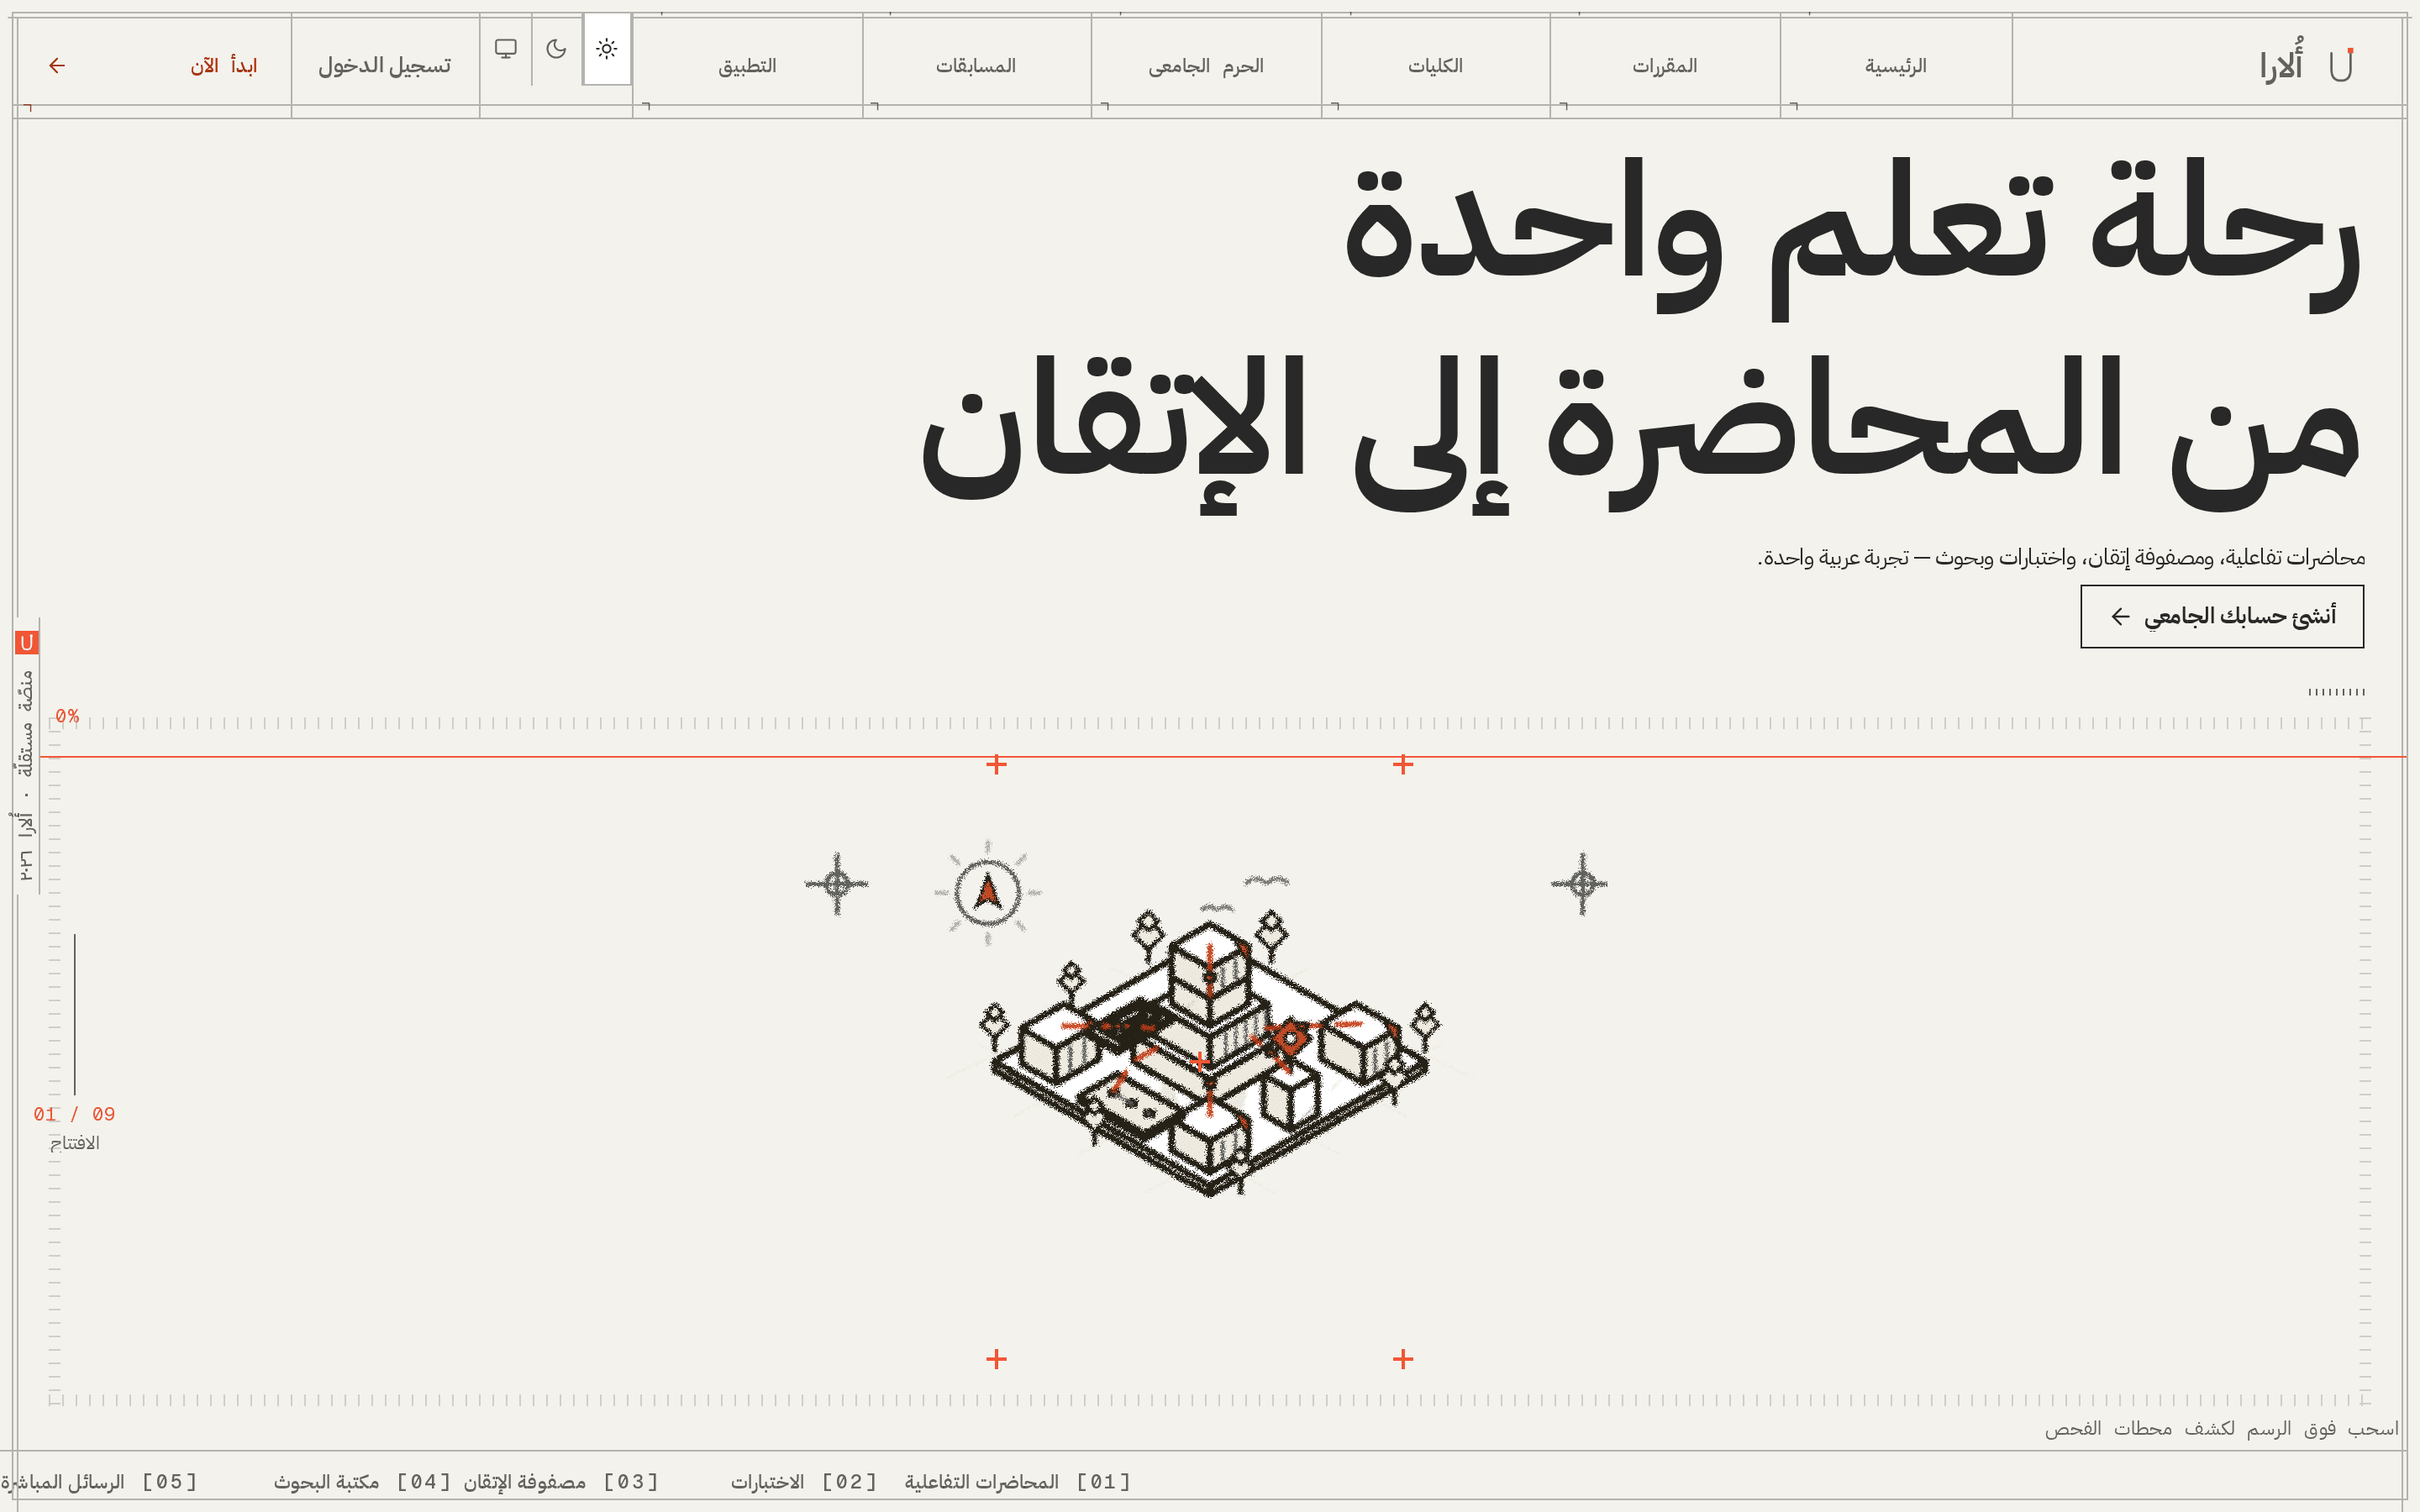 أُلارا
الرئيسية
المقررات
الكليات
الحرم الجامعي
المسابقات
التطبيق
تسجيل الدخول
ابدأ الآن
رحلة تعلم واحدة
من المحاضرة إلى الإتقان
محاضرات تفاعلية، ومصفوفة إتقان، واختبارات وبحوث — تجربة عربية واحدة.
أنشئ حسابك الجامعي
0%
منصّة مستقلّة · أُلارا ٢٠٢٦
01 / 09
الافتتاح
اسحب فوق الرسم لكشف محطات الفحص
[01] المحاضرات التفاعلية
[02] الاختبارات
[03] مصفوفة الإتقان
[04] مكتبة البحوث
[05] الرسائل المباشرة